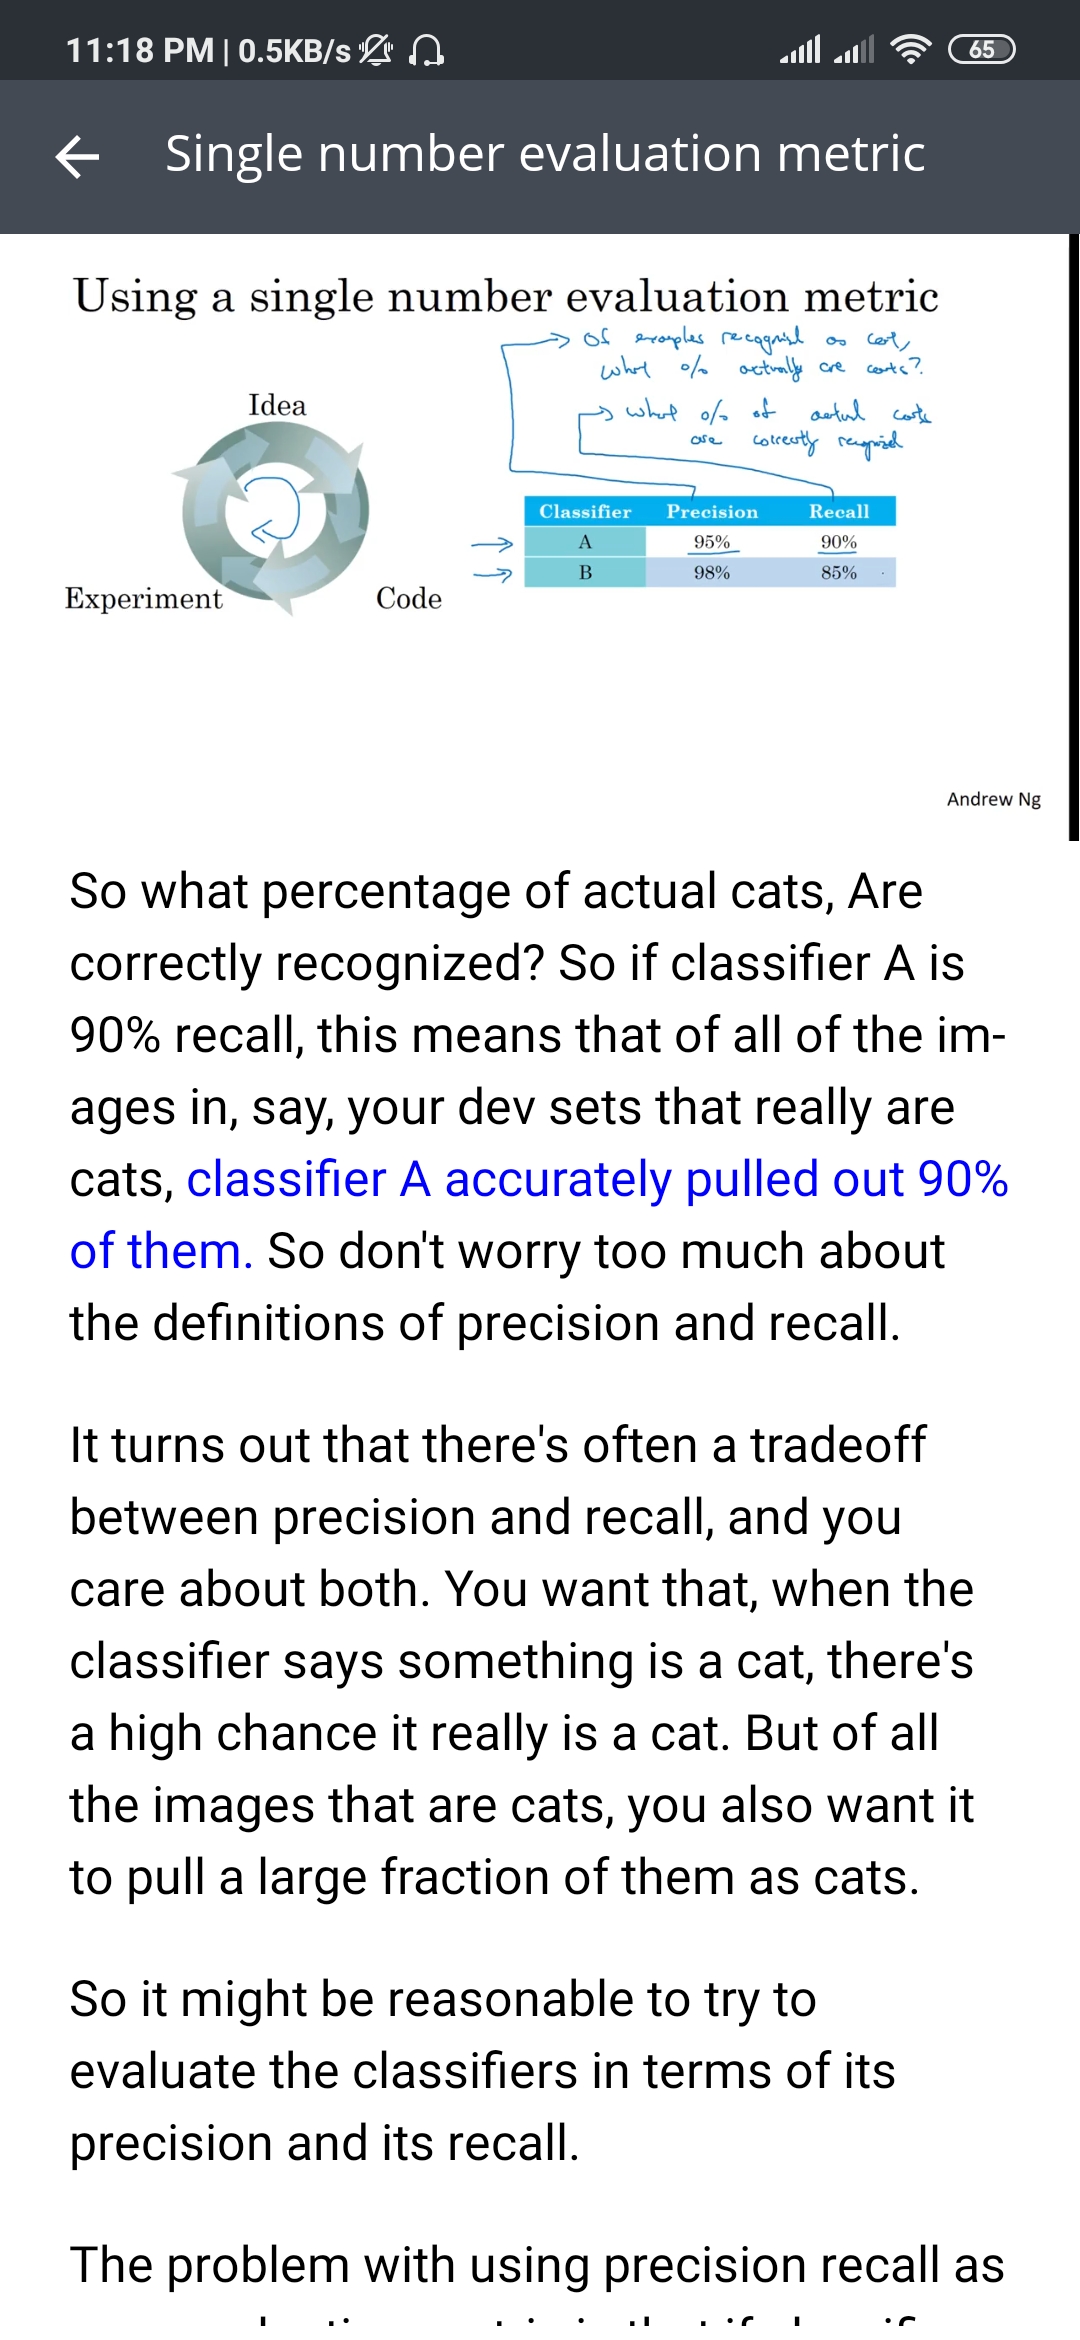 11:18 PM | 0.5KB/s
65
Single number evaluation metric
Using a single number evaluation metric
of examples recognized as cat,
what % actually are cats?
what % of actual cats
are correctly recognized
Idea
Experiment
Code
Classifier Precision Recall
A 95% 90%
B 98% 85%
Andrew Ng
So what percentage of actual cats, Are
correctly recognized? So if classifier A is
90% recall, this means that of all of the im-
ages in, say, your dev sets that really are
cats, classifier A accurately pulled out 90%
of them. So don't worry too much about
the definitions of precision and recall.
It turns out that there's often a tradeoff
between precision and recall, and you
care about both. You want that, when the
classifier says something is a cat, there's
a high chance it really is a cat. But of all
the images that are cats, you also want it
to pull a large fraction of them as cats.
So it might be reasonable to try to
evaluate the classifiers in terms of its
precision and its recall.
The problem with using precision recall as